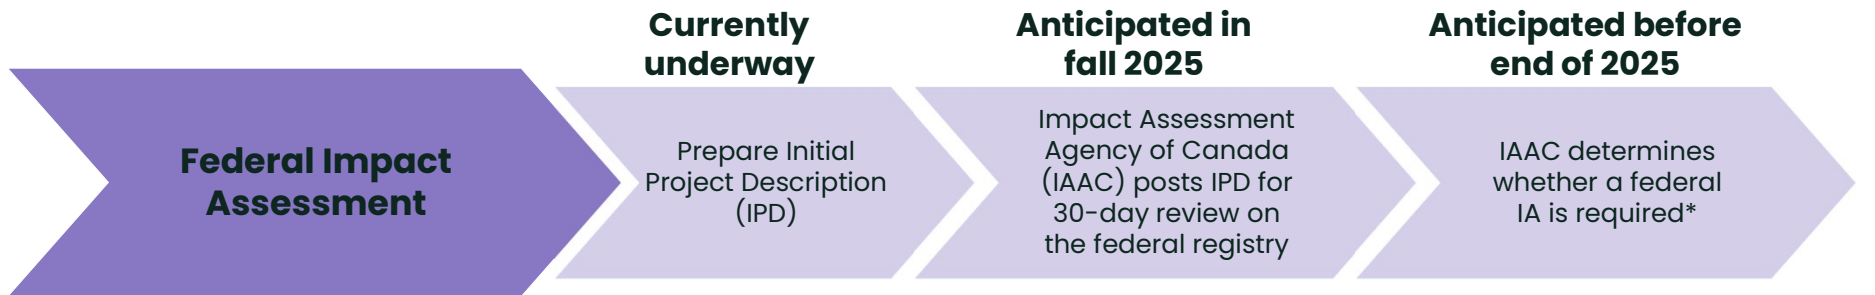 Federal Impact
Assessment
Currently
underway
Prepare Initial
Project Description
(IPD)
Anticipated in
fall 2025
Impact Assessment
Agency of Canada
(IAAC) posts IPD for
30-day review on
the federal registry
Anticipated before
end of 2025
IAAC determines
whether a federal
IA is required*